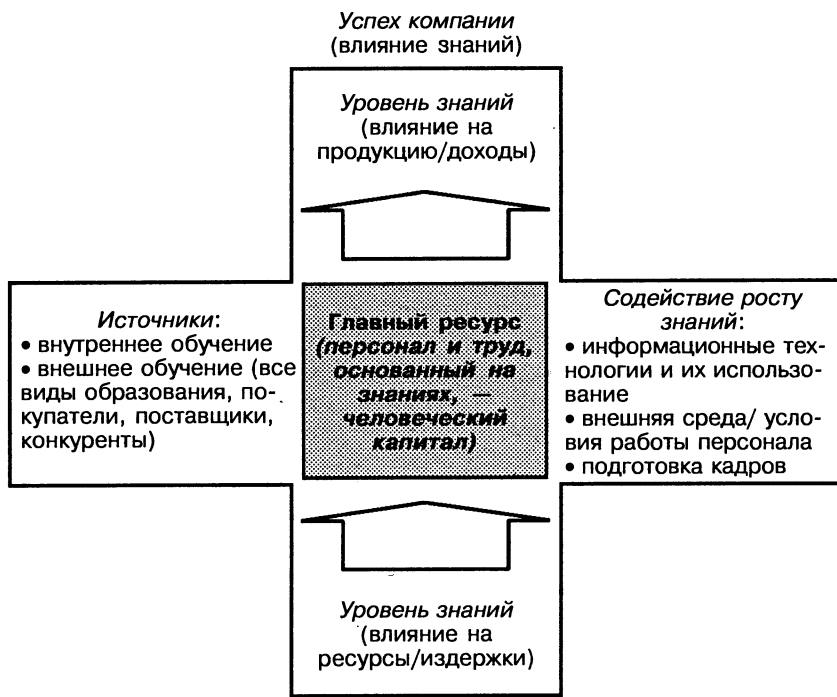 Успех компании
(влияние знаний)
Уровень знаний
(влияние на
продукцию/доходы)
Источники:
• внутреннее обучение
• внешнее обучение (все
виды образования, по-
купатели, поставщики,
конкуренты)
Главный ресурс
(персонал и труд,
основанный на
знаниях, —
человеческий
капитал)
Содействие росту
знаний:
• информационные тех-
нологии и их использо-
вание
• внешняя среда/ усло-
вия работы персонала
• подготовка кадров
Уровень знаний
(влияние на
ресурсы/издержки)